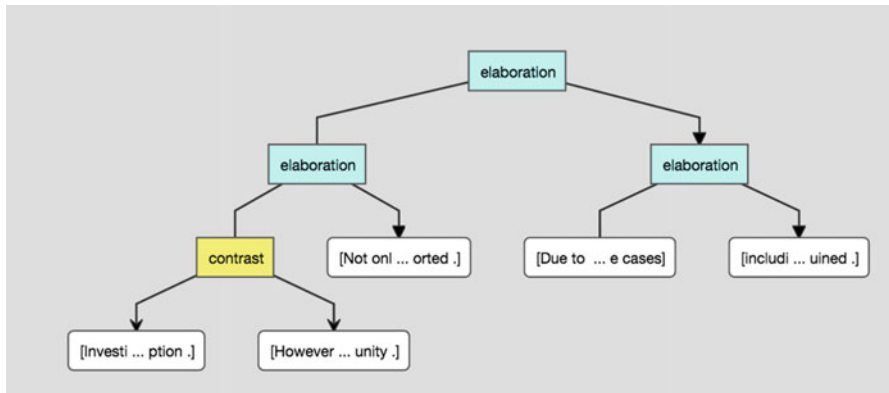 elaboration
elaboration
elaboration
contrast
[Not onl ... orted .]
[Due to ... e cases]
[includi ... uined .]
[Investi ... ption .]
[However ... unity .]